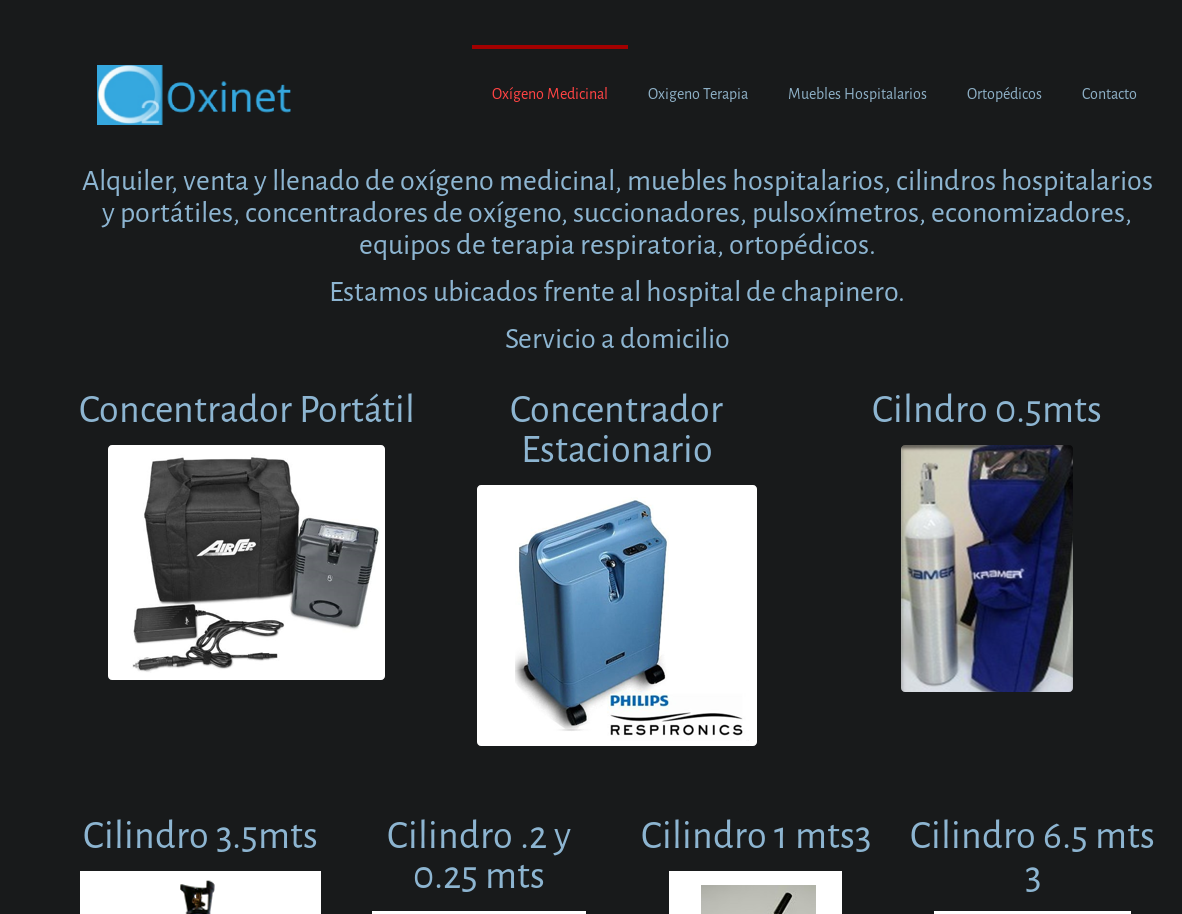 O2 Oxinet
Oxígeno Medicinal
Oxigeno Terapia
Muebles Hospitalarios
Ortopédicos
Contacto
Alquiler, venta y llenado de oxígeno medicinal, muebles hospitalarios, cilindros hospitalarios
y portátiles, concentradores de oxígeno, succionadores, pulsoxímetros, economizadores,
equipos de terapia respiratoria, ortopédicos.
Estamos ubicados frente al hospital de chapinero.
Servicio a domicilio
Concentrador Portátil
Concentrador
Estacionario
Cilndro 0.5mts
AIRSEP
PHILIPS
RESPIRONICS
RAMER
KRAMER
Cilindro 3.5mts
Cilindro .2 y
0.25 mts
Cilindro 1 mts3
Cilindro 6.5 mts
3